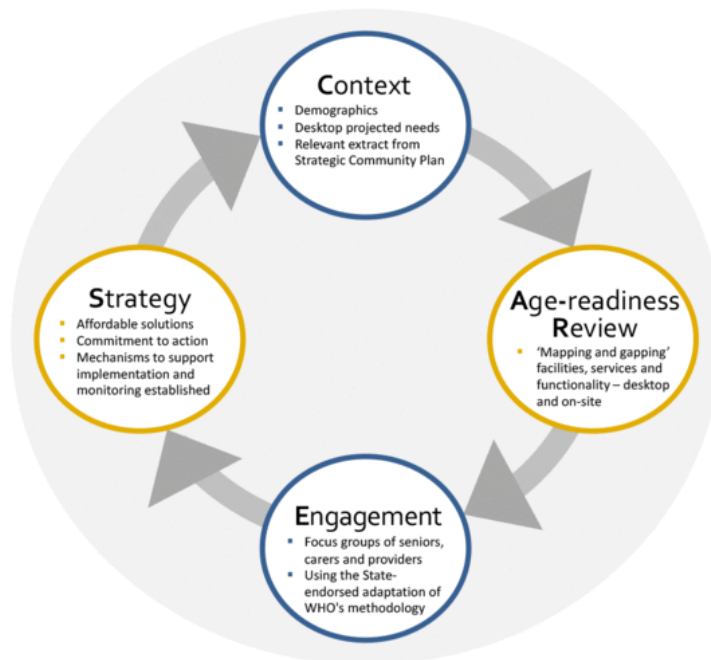 Context
▪ Demographics
▪ Desktop projected needs
▪ Relevant extract from
Strategic Community Plan
Age-readiness
Review
▪ ‘Mapping and gapping’
facilities, services and
functionality – desktop
and on-site
Engagement
▪ Focus groups of seniors,
carers and providers
▪ Using the State-
endorsed adaptation of
WHO's methodology
Strategy
▪ Affordable solutions
▪ Commitment to action
▪ Mechanisms to support
implementation and
monitoring established